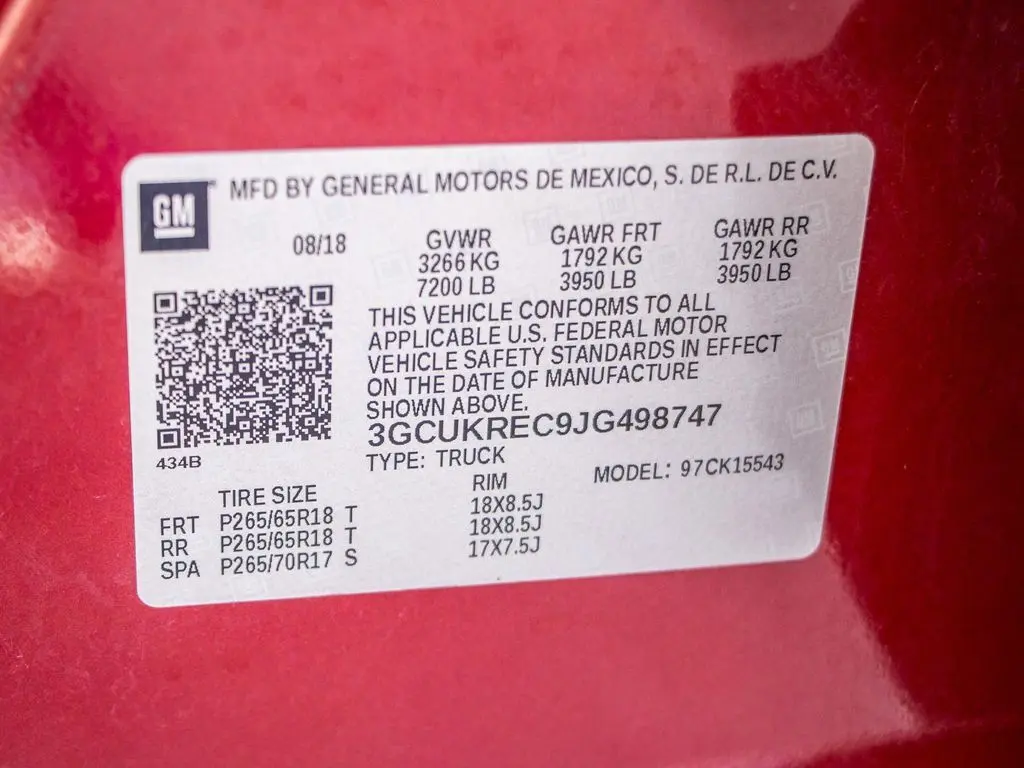 GM
MFD BY GENERAL MOTORS DE MEXICO, S. DE R.L. DE C.V.
08/18 GVWR GAWR FRT GAWR RR
3266 KG 1792 KG 1792 KG
7200 LB 3950 LB 3950 LB
THIS VEHICLE CONFORMS TO ALL
APPLICABLE U.S. FEDERAL MOTOR
VEHICLE SAFETY STANDARDS IN EFFECT
ON THE DATE OF MANUFACTURE
SHOWN ABOVE.
3GCUKREC9JG498747
434B
TYPE: TRUCK MODEL: 97CK15543
TIRE SIZE RIM
FRT P265/65R18 T 18X8.5J
RR P265/65R18 T 18X8.5J
SPA P265/70R17 S 17X7.5J